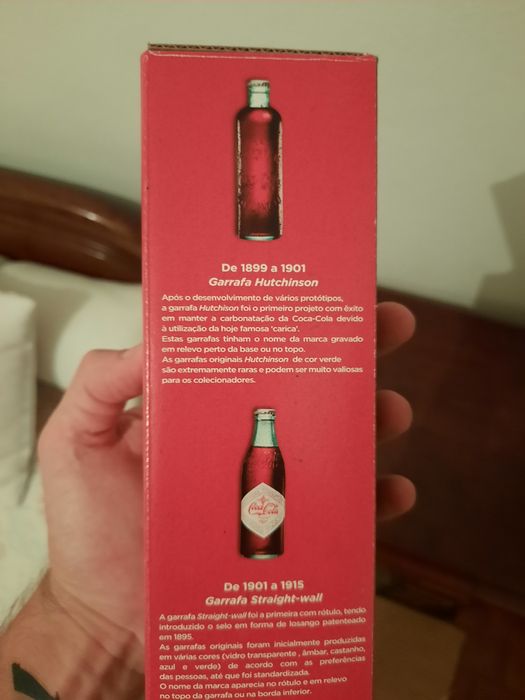 De 1899 a 1901
Garrafa Hutchinson
Após o desenvolvimento de vários protótipos,
a garrafa Hutchison foi o primeiro projeto com êxito
em manter a carbonatação da Coca-Cola devido
à utilização da hoje famosa 'carica'.
Estas garrafas tinham o nome da marca gravado
em relevo perto da base ou no topo.
As garrafas originais Hutchinson de cor verde
são extremamente raras e podem ser muito valiosas
para os colecionadores.
Coca-Cola
De 1901 a 1915
Garrafa Straight-wall
A garrafa Straight-wall foi a primeira com rótulo, tendo
introduzido o selo em forma de losango patenteado
em 1895.
As garrafas originais foram inicialmente produzidas
em várias cores (vidro transparente , âmbar, castanho,
azul e verde) de acordo com as preferências
das pessoas, até que foi standardizada.
O nome da marca aparecia no rótulo e em relevo
no topo da garrafa ou na borda inferior.